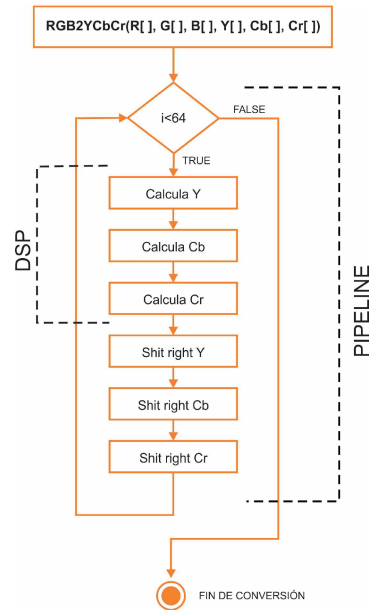 RGB2YCbCr(R[ ], G[ ], B[ ], Y[ ], Cb[ ], Cr[ ])
i<64
FALSE
TRUE
Calcula Y
Calcula Cb
Calcula Cr
Shit right Y
Shit right Cb
Shit right Cr
DSP
PIPELINE
FIN DE CONVERSIÓN